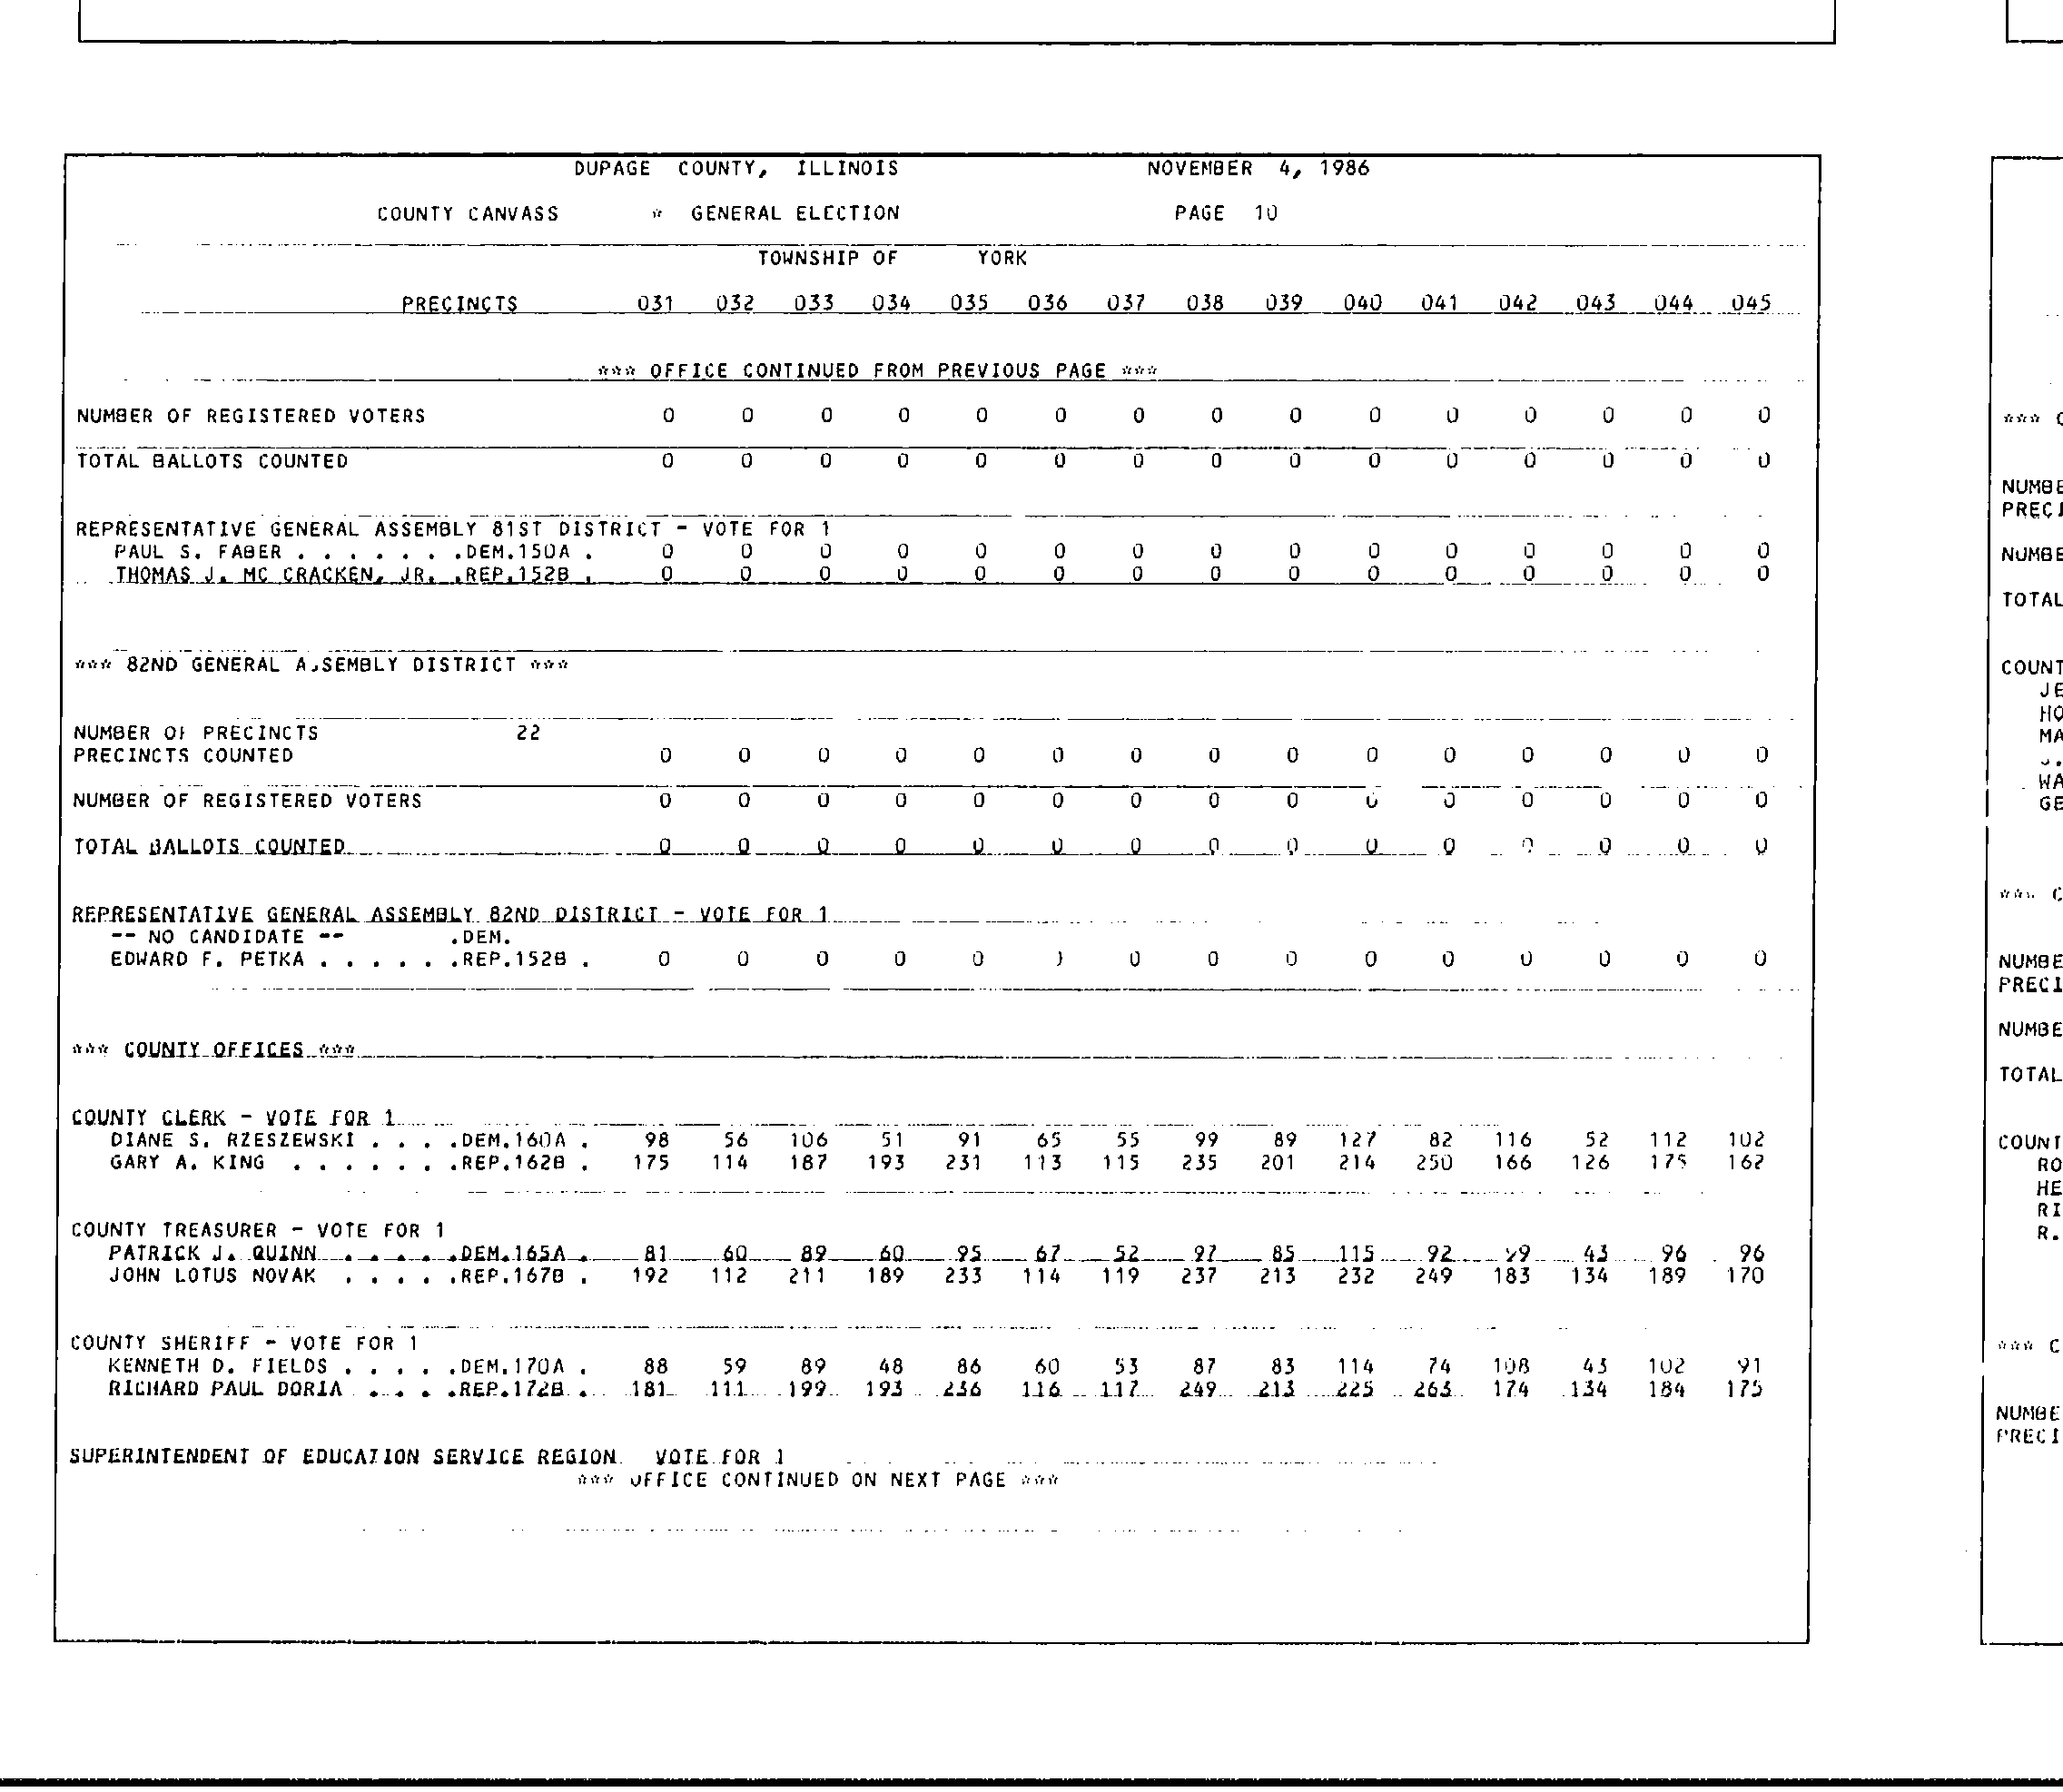 DUPAGE COUNTY, ILLINOIS NOVEMBER 4, 1986
COUNTY CANVASS * GENERAL ELECTION PAGE 10
TOWNSHIP OF YORK
PRECINCTS 031 032 033 034 035 036 037 038 039 040 041 042 043 044 045
*** OFFICE CONTINUED FROM PREVIOUS PAGE ***
NUMBER OF REGISTERED VOTERS 0 0 0 0 0 0 0 0 0 0 0 0 0 0 0
TOTAL BALLOTS COUNTED 0 0 0 0 0 0 0 0 0 0 0 0 0 0 0
REPRESENTATIVE GENERAL ASSEMBLY 81ST DISTRICT - VOTE FOR 1
PAUL S. FABER . . . . . . .DEM.150A . 0 0 0 0 0 0 0 0 0 0 0 0 0 0 0
THOMAS J. MC CRACKEN, JR. .REP.152B . 0 0 0 0 0 0 0 0 0 0 0 0 0 0 0
*** 82ND GENERAL ASSEMBLY DISTRICT ***
NUMBER OF PRECINCTS 22
PRECINCTS COUNTED 0 0 0 0 0 0 0 0 0 0 0 0 0 0 0
NUMBER OF REGISTERED VOTERS 0 0 0 0 0 0 0 0 0 0 0 0 0 0 0
TOTAL BALLOTS COUNTED 0 0 0 0 0 0 0 0 0 0 0 0 0 0 0
REPRESENTATIVE GENERAL ASSEMBLY 82ND DISTRICT - VOTE FOR 1
-- NO CANDIDATE -- .DEM.
EDWARD F. PETKA . . . . . .REP.152B . 0 0 0 0 0 0 0 0 0 0 0 0 0 0 0
*** COUNTY OFFICES ***
COUNTY CLERK - VOTE FOR 1
DIANE S. RZESZEWSKI . . . .DEM.160A . 98 56 106 51 91 65 55 99 89 127 82 116 52 112 102
GARY A. KING . . . . . . .REP.162B . 175 114 187 193 231 113 115 235 201 214 250 166 126 175 162
COUNTY TREASURER - VOTE FOR 1
PATRICK J. QUINN . . . . .DEM.165A . 81 60 89 60 95 67 52 97 85 115 92 99 43 96 96
JOHN LOTUS NOVAK . . . . .REP.167B . 192 112 211 189 233 114 119 237 213 232 249 183 134 189 170
COUNTY SHERIFF - VOTE FOR 1
KENNETH D. FIELDS . . . . .DEM.170A . 88 59 89 48 86 60 53 87 83 114 74 108 43 102 91
RICHARD PAUL DORIA . . . .REP.172B . 181 111 199 193 236 116 117 249 213 225 263 174 134 184 175
SUPERINTENDENT OF EDUCATION SERVICE REGION VOTE FOR 1
*** OFFICE CONTINUED ON NEXT PAGE ***
*** C
NUMBE
PRECI
NUMBE
TOTAL
COUNT
JE
HO
MA
WA
GE
*** C
NUMBE
PRECI
NUMBE
TOTAL
COUNT
RO
HE
RI
R.
*** C
NUMBE
PRECI